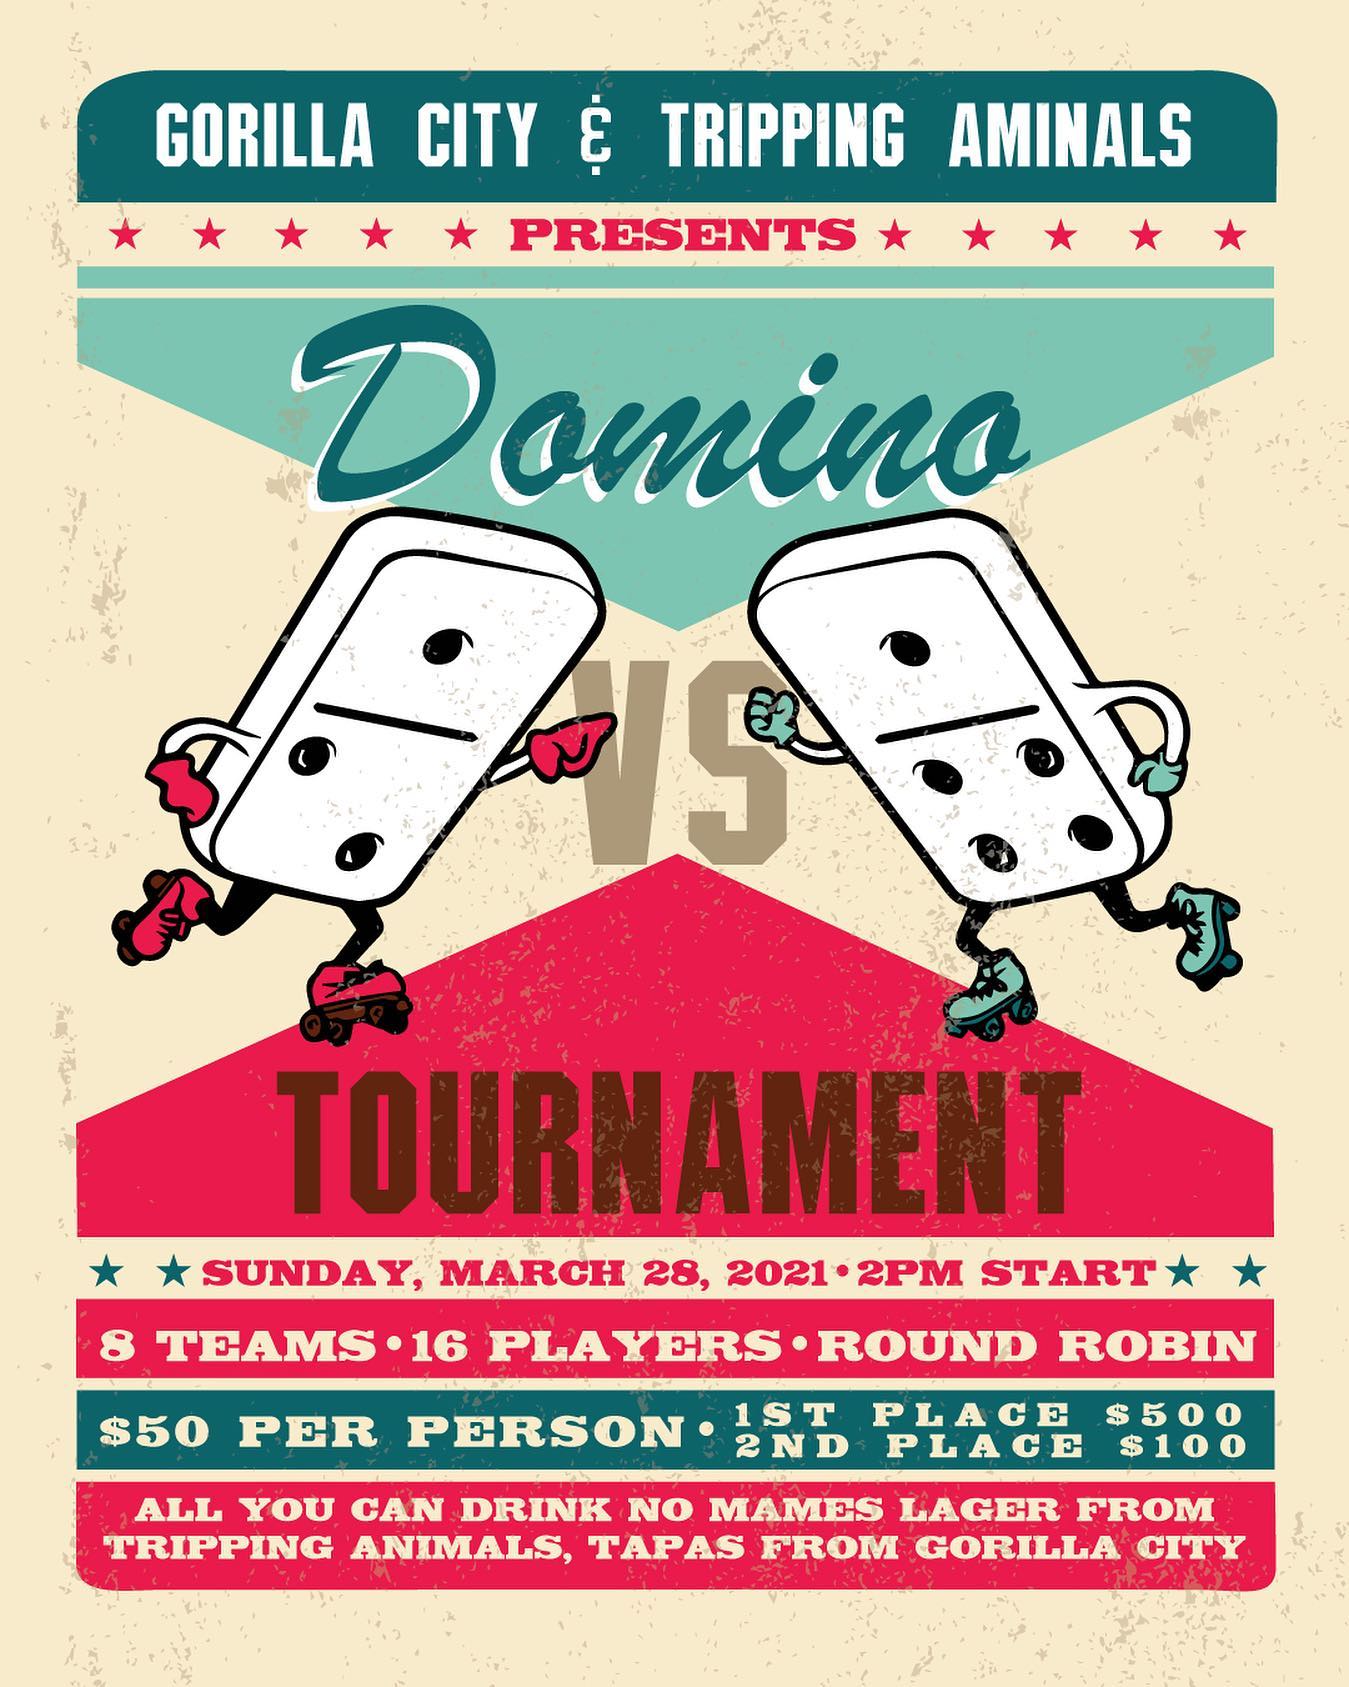 GORILLA CITY & TRIPPING AMINALS
PRESENTS
Domino
VS
TOURNAMENT
SUNDAY, MARCH 28, 2021•2PM START
8 TEAMS•16 PLAYERS•ROUND ROBIN
$50 PER PERSON•
1ST PLACE $500
2ND PLACE $100
ALL YOU CAN DRINK NO MAMES LAGER FROM
TRIPPING ANIMALS, TAPAS FROM GORILLA CITY